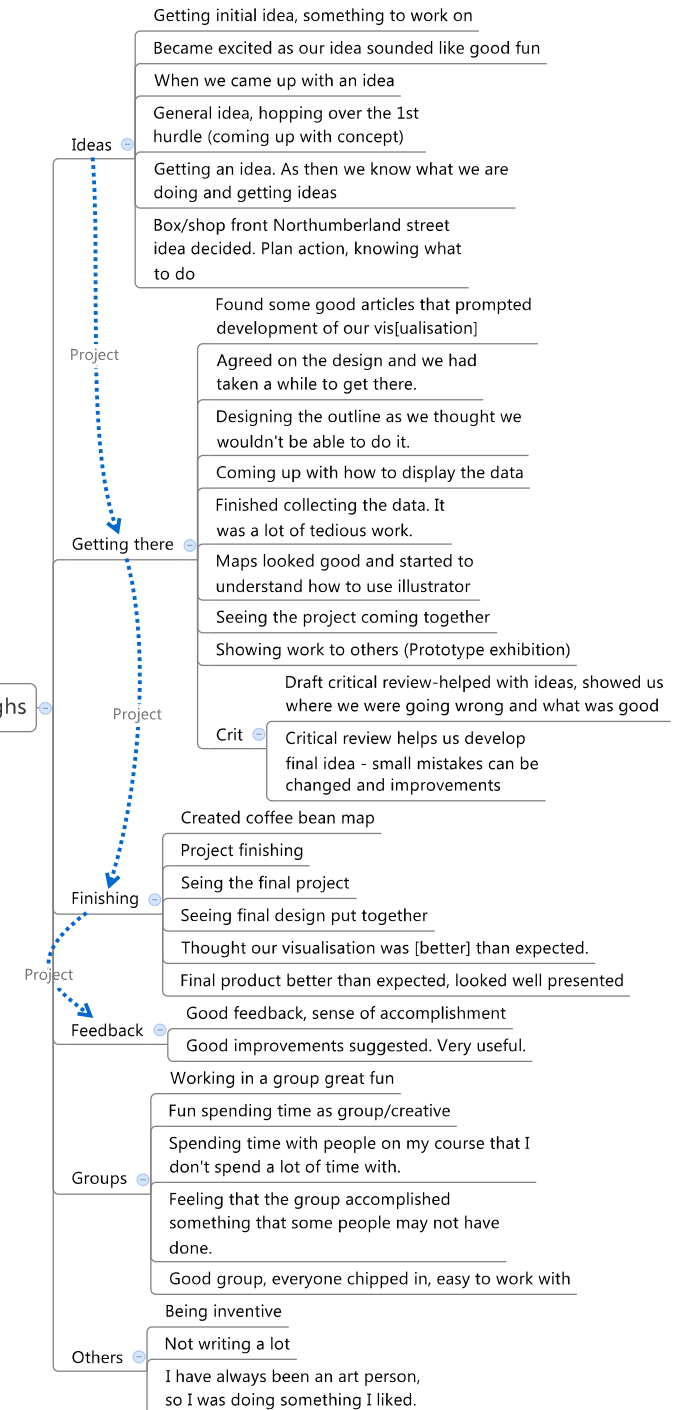 Getting initial idea, something to work on
Became excited as our idea sounded like good fun
When we came up with an idea
General idea, hopping over the 1st
hurdle (coming up with concept)
Ideas
Getting an idea. As then we know what we are
doing and getting ideas
Box/shop front Northumberland street
idea decided. Plan action, knowing what
to do
Project
Found some good articles that prompted
development of our vis[ualisation]
Agreed on the design and we had
taken a while to get there.
Designing the outline as we thought we
wouldn't be able to do it.
Coming up with how to display the data
Finished collecting the data. It
was a lot of tedious work.
Getting there
Maps looked good and started to
understand how to use illustrator
Seeing the project coming together
Showing work to others (Prototype exhibition)
Draft critical review-helped with ideas, showed us
where we were going wrong and what was good
ghs
Project
Crit
Critical review helps us develop
final idea - small mistakes can be
changed and improvements
Created coffee bean map
Project finishing
Seing the final project
Finishing
Seeing final design put together
Thought our visualisation was [better] than expected.
Project
Final product better than expected, looked well presented
Good feedback, sense of accomplishment
Feedback
Good improvements suggested. Very useful.
Working in a group great fun
Fun spending time as group/creative
Spending time with people on my course that I
don't spend a lot of time with.
Groups
Feeling that the group accomplished
something that some people may not have
done.
Good group, everyone chipped in, easy to work with
Being inventive
Not writing a lot
Others
I have always been an art person,
so I was doing something I liked.